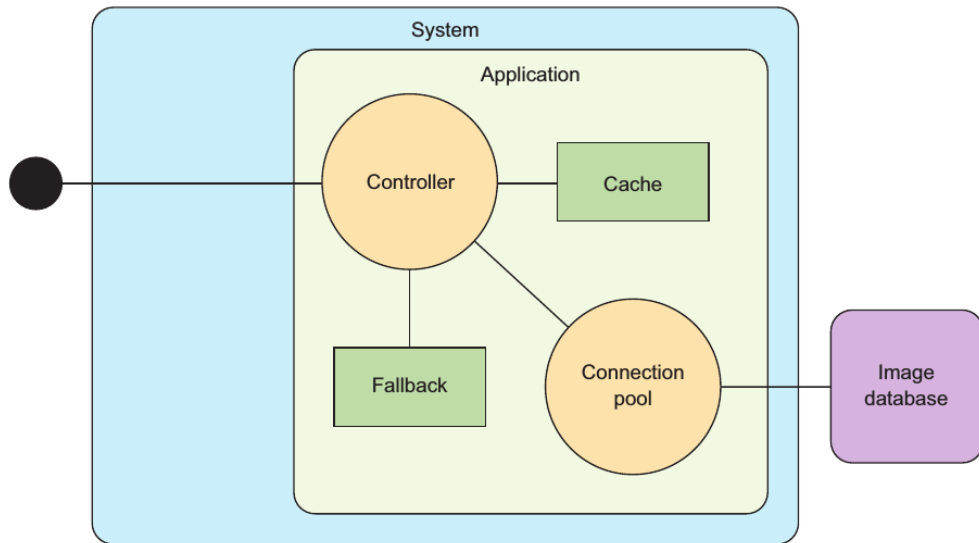 System
Application
Controller
Cache
Fallback
Connection
pool
Image
database